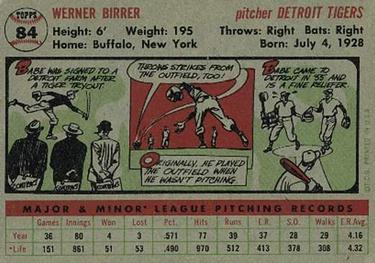 TOPPS
84
WERNER BIRRER
pitcher DETROIT TIGERS
Height: 6' Weight: 195
Home: Buffalo, New York
Throws: Right Bats: Right
Born: July 4, 1928
BABE WAS SIGNED TO A
DETROIT FARM AFTER
A TIGER TRYOUT.
THROWS STRIKES FROM
THE OUTFIELD, TOO!
ORIGINALLY, HE PLAYED
THE OUTFIELD WHEN
HE WASN'T PITCHING
BABE CAME TO
DETROIT IN '55 AND
IS A FINE RELIEFER.
MAJOR & MINOR* LEAGUE PITCHING RECORDS
Games Innings Won Lost Pct. Hits Runs E.R. S.O. Walks E.R.Avg.
Year 36 80 4 3 .571 77 39 37 28 29 4.16
*Life 151 861 51 53 .490 970 512 413 378 308 4.32